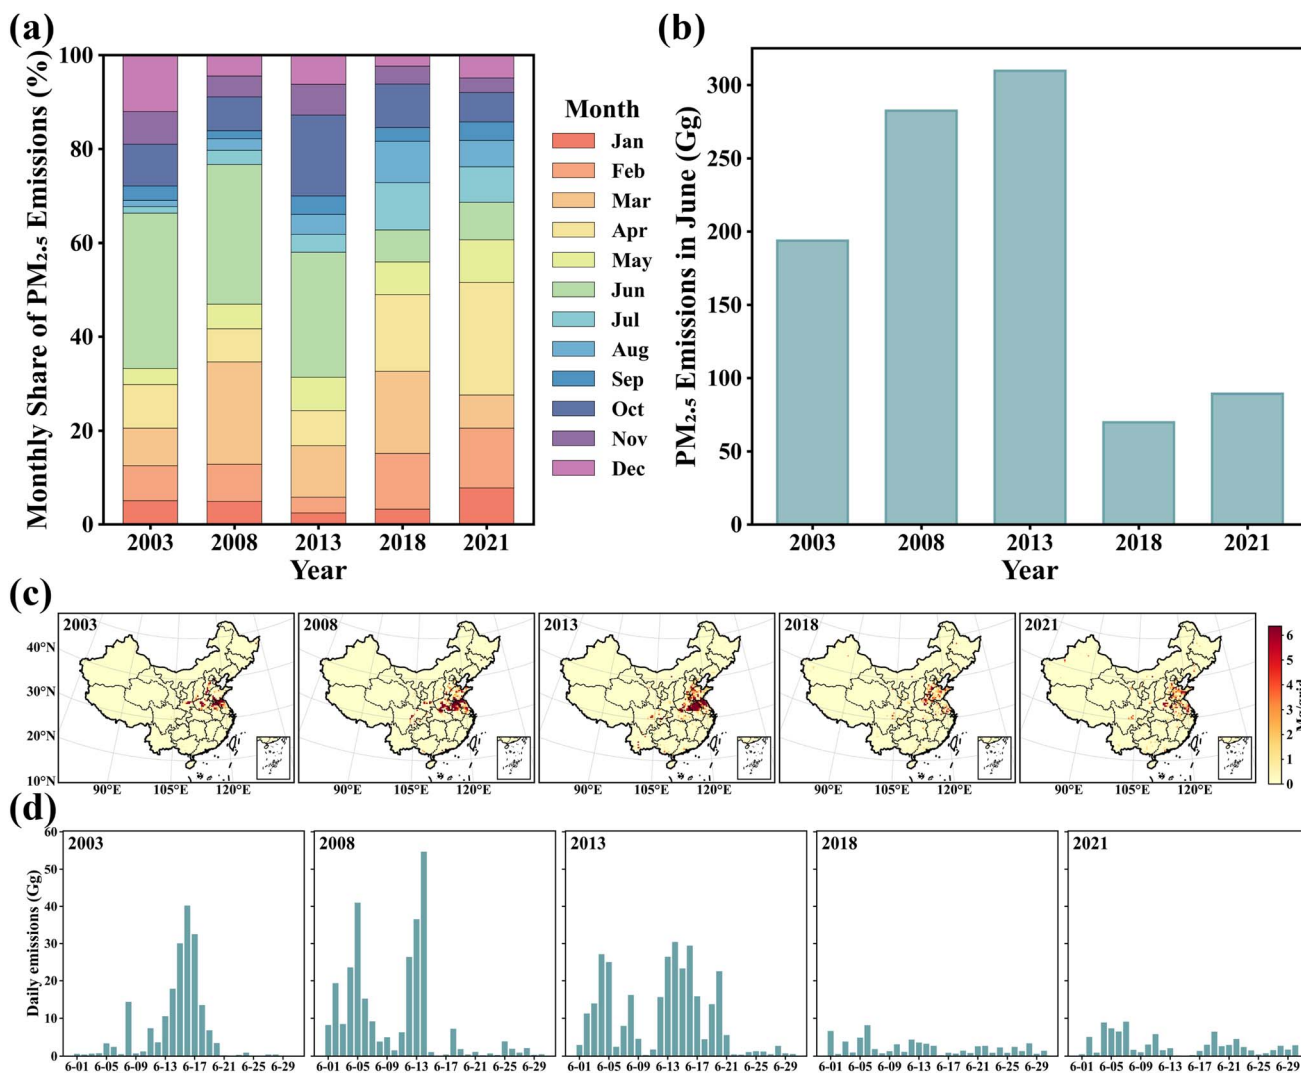 (a)
Monthly Share of PM₂.₅ Emissions (%)
100
80
60
40
20
0
2003 2008 2013 2018 2021
Year
Month
Jan
Feb
Mar
Apr
May
Jun
Jul
Aug
Sep
Oct
Nov
Dec
(b)
PM₂.₅ Emissions in June (Gg)
300
250
200
150
100
50
0
2003 2008 2013 2018 2021
Year
(c)
2003 2008 2013 2018 2021
40°N
30°N
20°N
10°N
90°E 105°E 120°E 90°E 105°E 120°E 90°E 105°E 120°E 90°E 105°E 120°E 90°E 105°E 120°E
6
5
4
3
2
1
0
(d)
Daily emissions (Gg)
60
50
40
30
20
10
0
2003 2008 2013 2018 2021
6-01 6-05 6-09 6-13 6-17 6-21 6-25 6-29 6-01 6-05 6-09 6-13 6-17 6-21 6-25 6-29 6-01 6-05 6-09 6-13 6-17 6-21 6-25 6-29 6-01 6-05 6-09 6-13 6-17 6-21 6-25 6-29 6-01 6-05 6-09 6-13 6-17 6-21 6-25 6-29